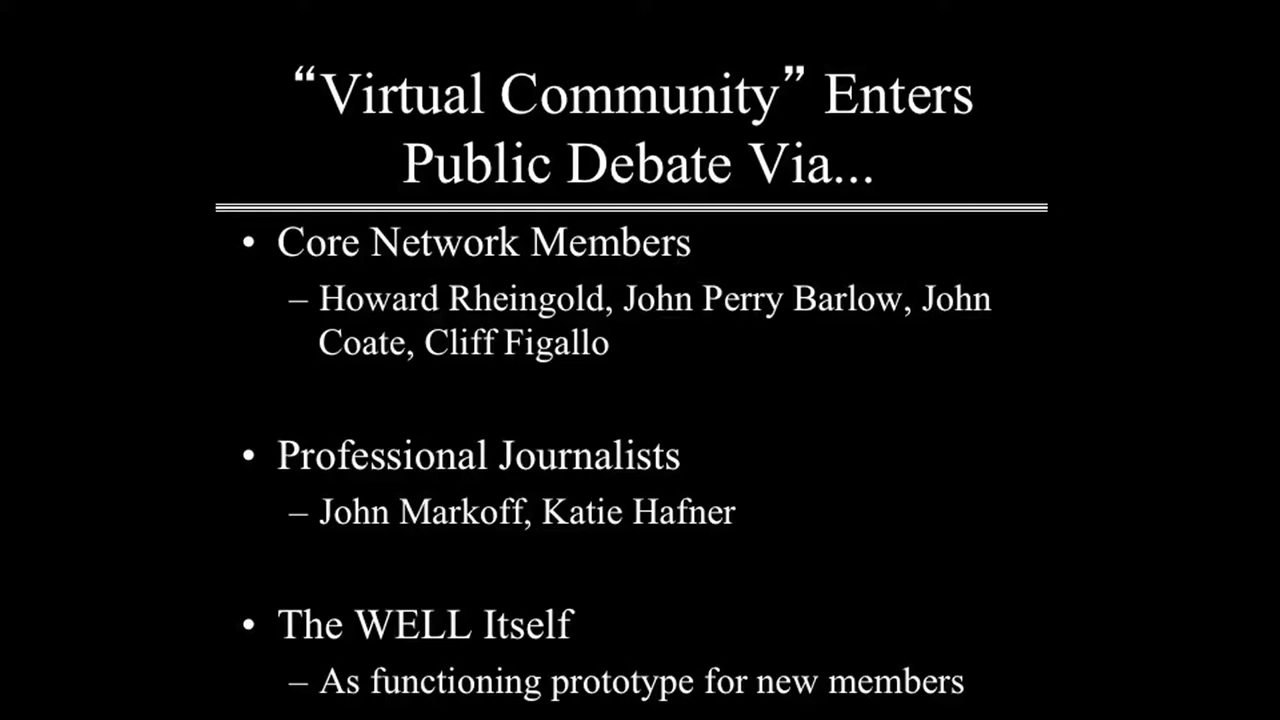 “Virtual Community” Enters
Public Debate Via...
• Core Network Members
– Howard Rheingold, John Perry Barlow, John
Coate, Cliff Figallo
• Professional Journalists
– John Markoff, Katie Hafner
• The WELL Itself
– As functioning prototype for new members